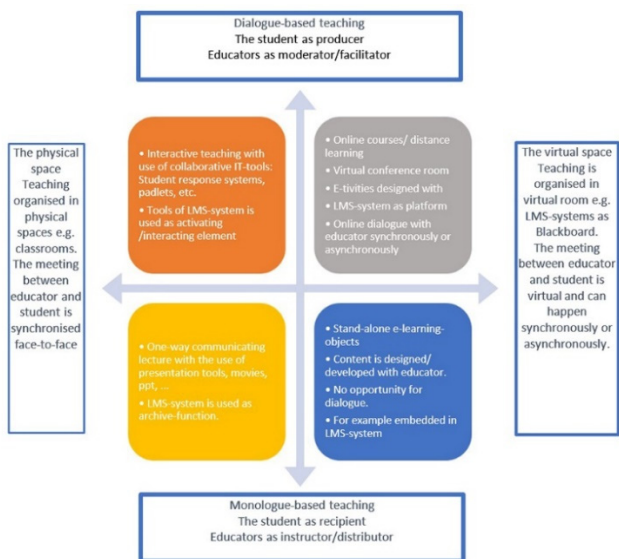 Dialogue-based teaching
The student as producer
Educators as moderator/facilitator
The physical
space
Teaching
organised in
physical
spaces e.g.
classrooms.
The meeting
between
educator and
student is
synchronised
face-to-face
• Interactive teaching with
use of collaborative IT-tools:
Student response systems,
padlets, etc.
• Tools of LMS-system is
used as activating
/interacting element
• Online courses/ distance
learning
• Virtual conference room
• E-tivities designed with
• LMS-system as platform
• Online dialogue with
educator synchronously or
asynchronously
The virtual space
Teaching is
organised in
virtual room e.g.
LMS-systems as
Blackboard.
The meeting
between educator
and student is
virtual and can
happen
synchronously or
asynchronously.
• One-way communicating
lecture with the use of
presentation tools, movies,
ppt, ...
• LMS-system is used as
archive-function.
• Stand-alone e-learning-
objects
• Content is designed/
developed with educator.
• No opportunity for
dialogue.
• For example embedded in
LMS-system
Monologue-based teaching
The student as recipient
Educators as instructor/distributor